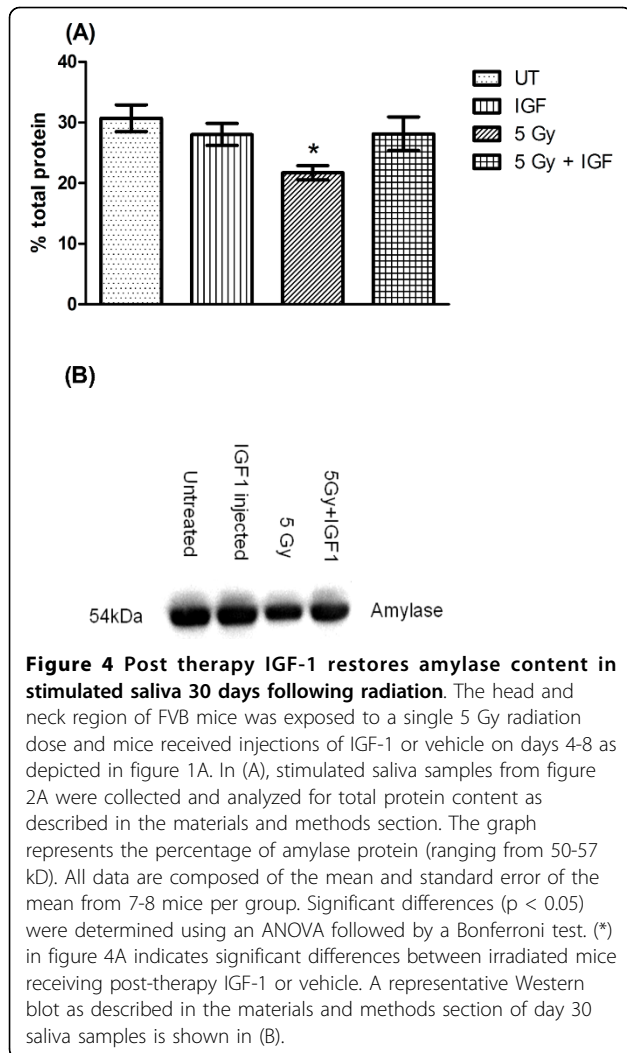 (A)
40
30
20
10
0
% total protein
*
UT
IGF
5 Gy
5 Gy + IGF
(B)
Untreated
IGF1 injected
5 Gy
5Gy+IGF1
54kDa
Amylase
Figure 4 Post therapy IGF-1 restores amylase content in
stimulated saliva 30 days following radiation. The head and
neck region of FVB mice was exposed to a single 5 Gy radiation
dose and mice received injections of IGF-1 or vehicle on days 4-8 as
depicted in figure 1A. In (A), stimulated saliva samples from figure
2A were collected and analyzed for total protein content as
described in the materials and methods section. The graph
represents the percentage of amylase protein (ranging from 50-57
kD). All data are composed of the mean and standard error of the
mean from 7-8 mice per group. Significant differences (p < 0.05)
were determined using an ANOVA followed by a Bonferroni test. (*)
in figure 4A indicates significant differences between irradiated mice
receiving post-therapy IGF-1 or vehicle. A representative Western
blot as described in the materials and methods section of day 30
saliva samples is shown in (B).